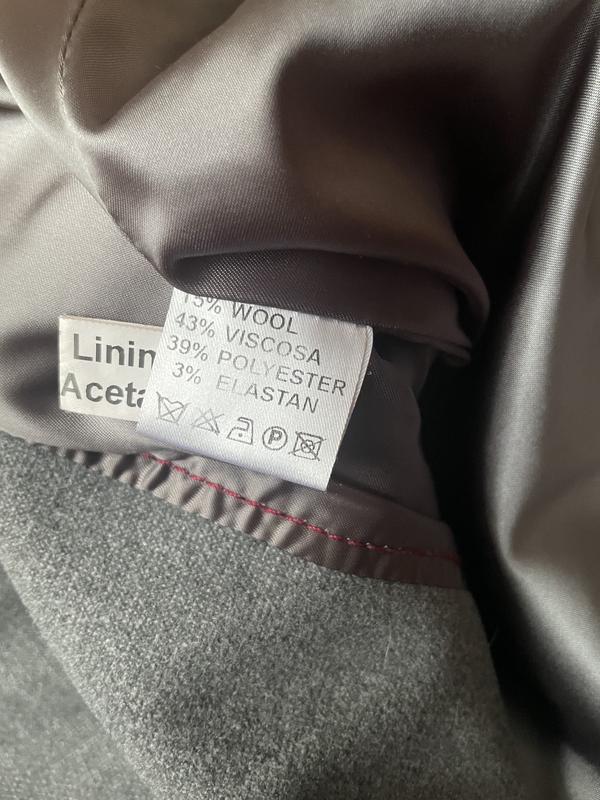 15% WOOL
43% VISCOSA
39% POLYESTER
3% ELASTAN
P
Linin
Aceta